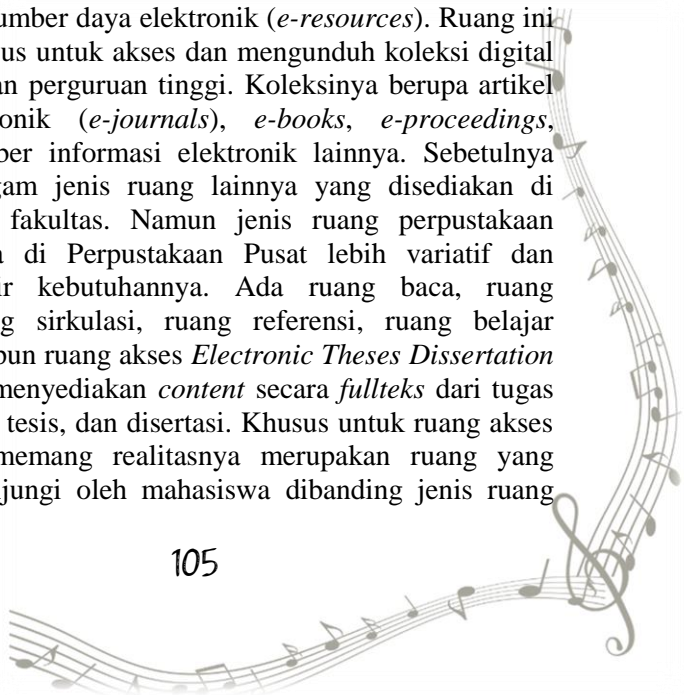 umber daya elektronik (e-resources). Ruang ini
us untuk akses dan mengunduh koleksi digital
an perguruan tinggi. Koleksinya berupa artikel
onik (e-journals), e-books, e-proceedings,
ber informasi elektronik lainnya. Sebetulnya
gam jenis ruang lainnya yang disediakan di
fakultas. Namun jenis ruang perpustakaan
a di Perpustakaan Pusat lebih variatif dan
ir kebutuhannya. Ada ruang baca, ruang
g sirkulasi, ruang referensi, ruang belajar
pun ruang akses Electronic Theses Dissertation
menyediakan content secara fullteks dari tugas
tesis, dan disertasi. Khusus untuk ruang akses
memang realitasnya merupakan ruang yang
jungi oleh mahasiswa dibanding jenis ruang
105